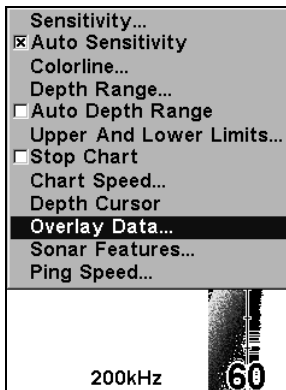 Sensitivity...
Auto Sensitivity
Colorline...
Depth Range...
Auto Depth Range
Upper And Lower Limits...
Stop Chart
Chart Speed...
Depth Cursor
Overlay Data...
Sonar Features...
Ping Speed...
200kHz
60